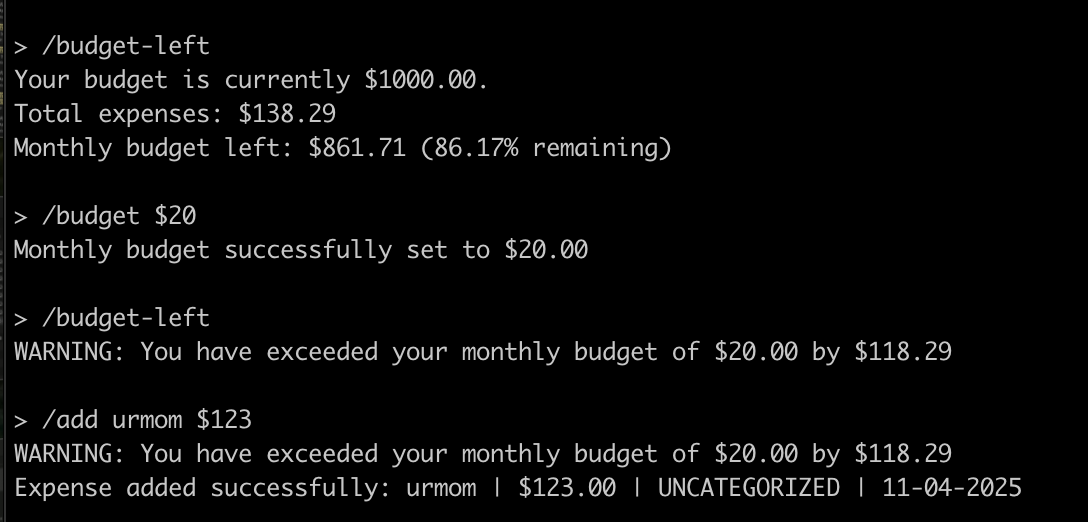 > /budget-left
Your budget is currently $1000.00.
Total expenses: $138.29
Monthly budget left: $861.71 (86.17% remaining)
> /budget $20
Monthly budget successfully set to $20.00
> /budget-left
WARNING: You have exceeded your monthly budget of $20.00 by $118.29
> /add urmom $123
WARNING: You have exceeded your monthly budget of $20.00 by $118.29
Expense added successfully: urmom | $123.00 | UNCATEGORIZED | 11-04-2025